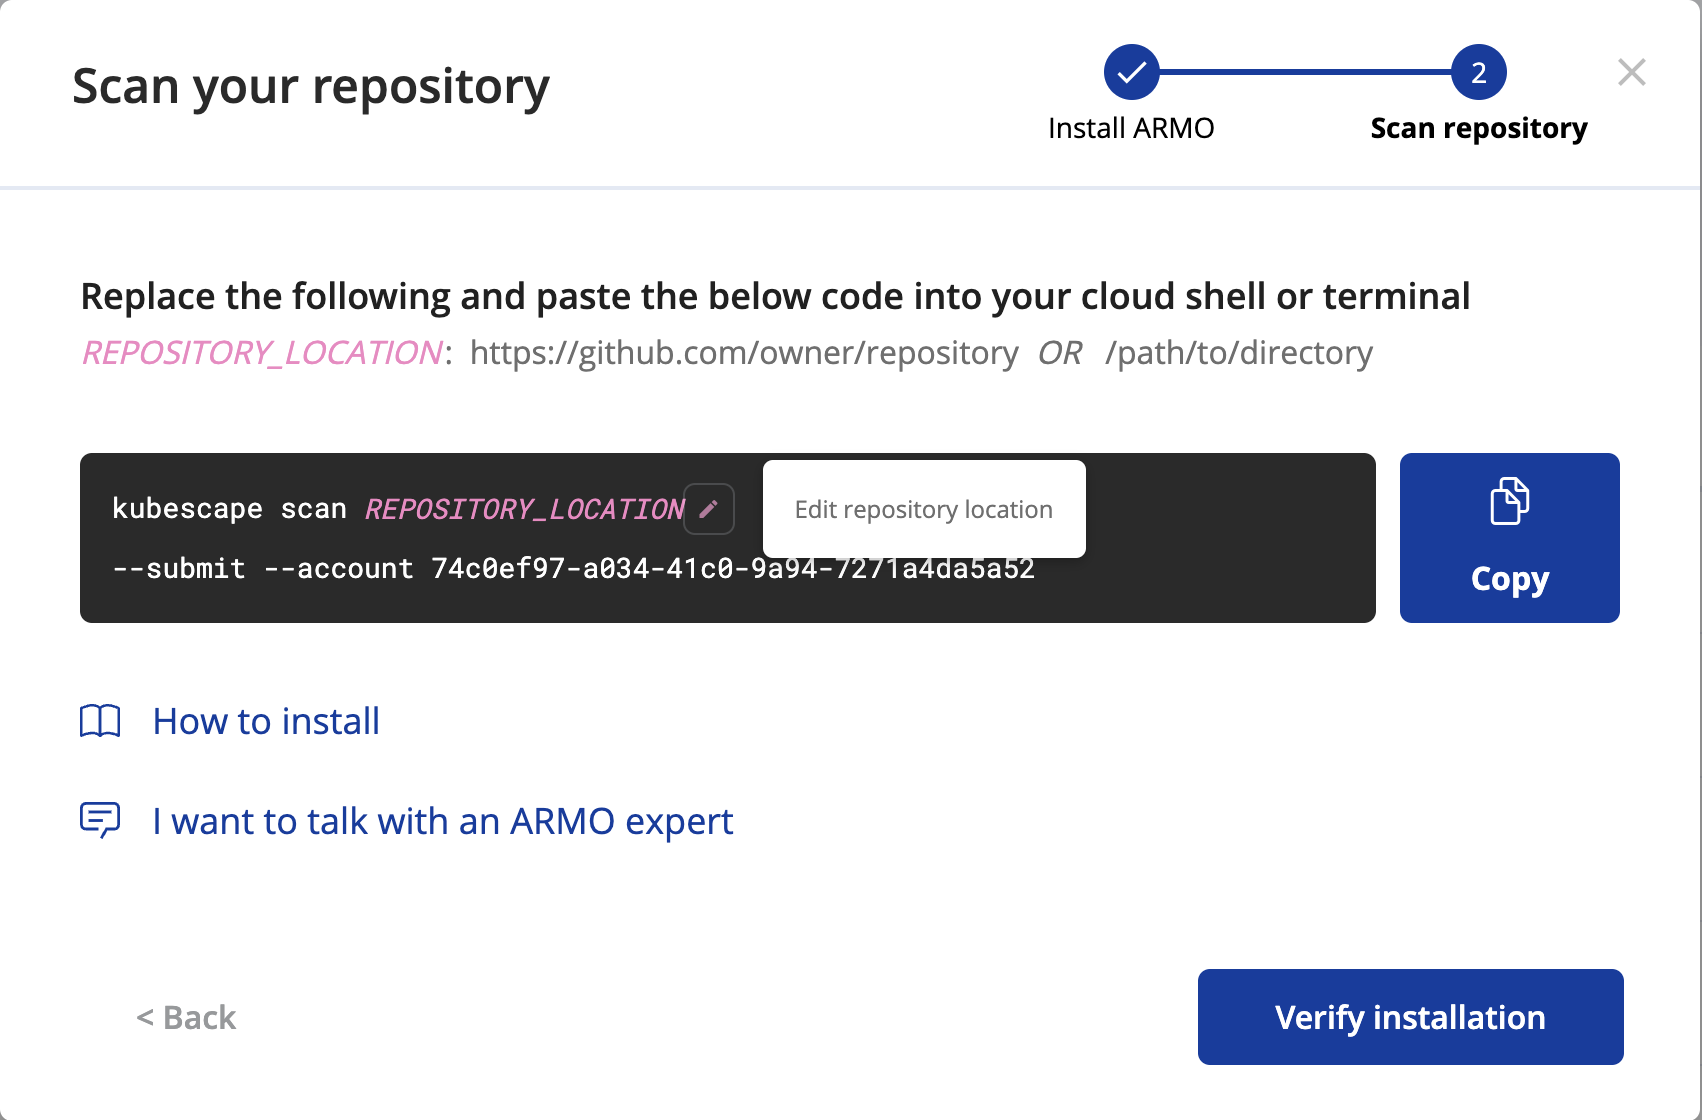 Scan your repository
2
Install ARMO
Scan repository
Replace the following and paste the below code into your cloud shell or terminal
REPOSITORY_LOCATION: https://github.com/owner/repository OR /path/to/directory
kubescape scan REPOSITORY_LOCATION
Edit repository location
--submit --account 74c0ef97-a034-41c0-9a94-7271a4da5a52
Copy
How to install
I want to talk with an ARMO expert
< Back
Verify installation